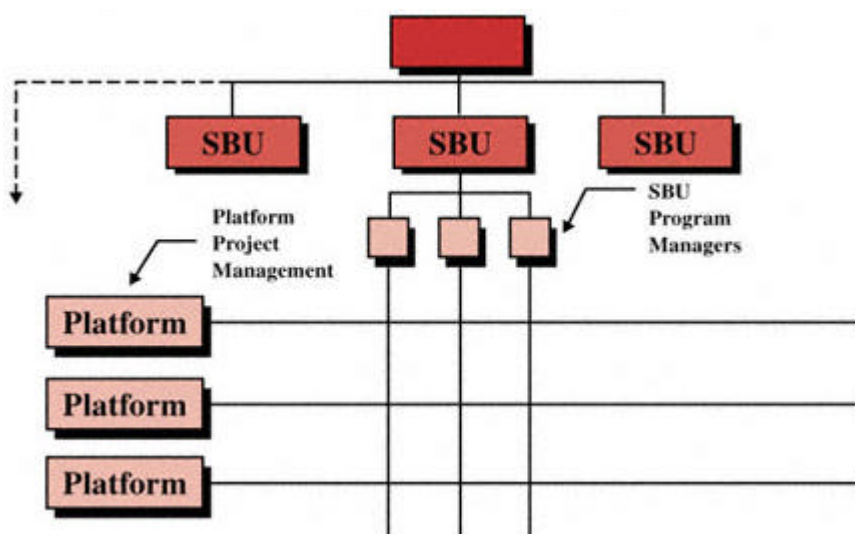 SBU
SBU
SBU
Platform
Project
Management
SBU
Program
Managers
Platform
Platform
Platform